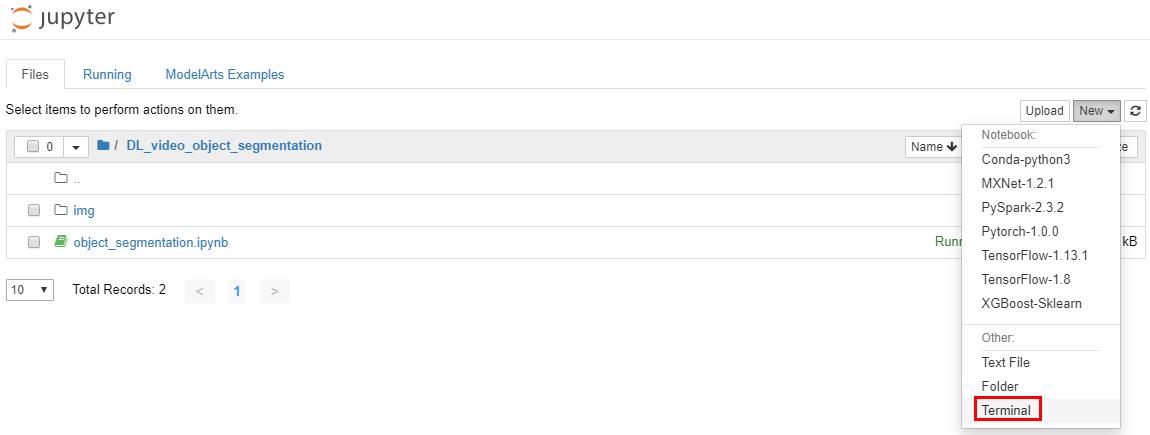 jupyter
Files Running ModelArts Examples
Select items to perform actions on them.
Upload New
0 / DL_video_object_segmentation Name
Notebook:
Conda-python3
..
MXNet-1.2.1
img
PySpark-2.3.2
Pytorch-1.0.0
object_segmentation.ipynb kB
TensorFlow-1.13.1
TensorFlow-1.8
10 Total Records: 2 < 1 >
XGBoost-Sklearn
Other:
Text File
Folder
Terminal